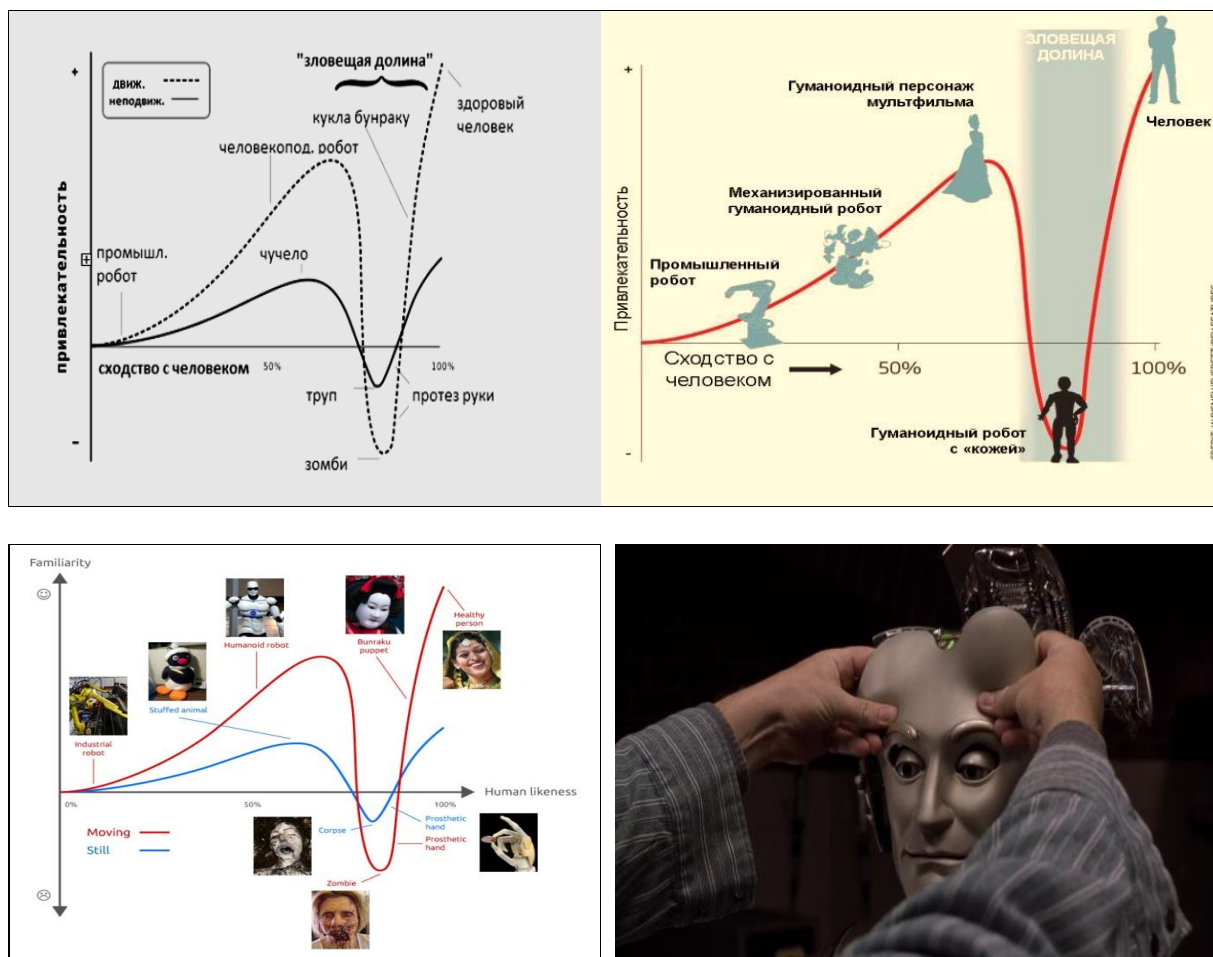 +
движ.
неподвиж.
"зловещая долина"
здоровый
человек
кукла бунраку
человекопод. робот
привлекательность
промышл.
робот
чучело
сходство с человеком
50%
100%
труп
протез руки
-
зомби
ЗЛОВЕЩАЯ
ДОЛИНА
+
Гуманоидный персонаж
мультфильма
Человек
Механизированный
гуманоидный робот
Привлекательность
Промышленный
робот
Сходство с
человеком
50%
100%
Гуманоидный робот
с «кожей»
-
Familiarity
Healthy
person
Humanoid robot
Bunraku
puppet
Stuffed animal
Industrial
robot
Human likeness
0%
50%
100%
Moving
Still
Corpse
Prosthetic
hand
Prosthetic
hand
Zombie